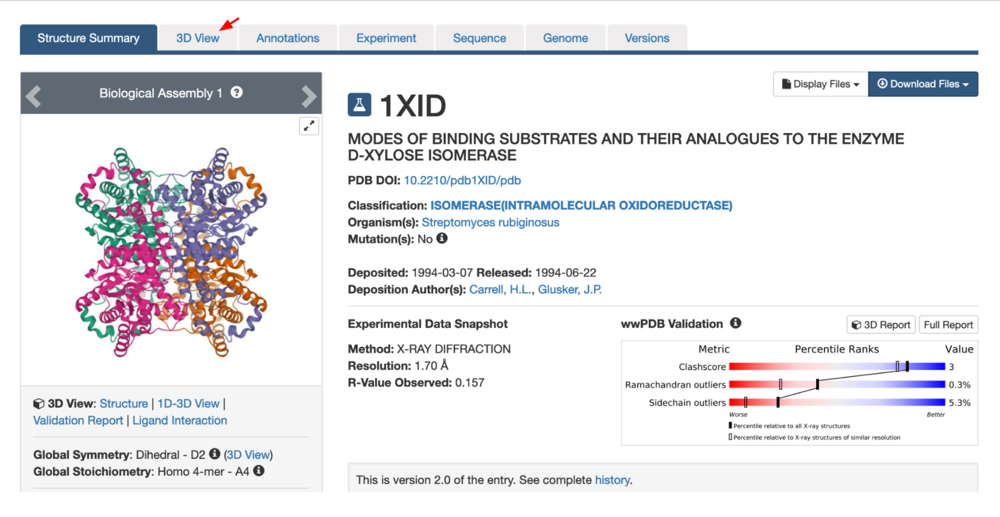 Structure Summary
3D View
Annotations
Experiment
Sequence
Genome
Versions
Biological Assembly 1 ?
3D View: Structure | 1D-3D View |
Validation Report | Ligand Interaction
Global Symmetry: Dihedral - D2 i (3D View)
Global Stoichiometry: Homo 4-mer - A4 i
Display Files
Download Files
1XID
MODES OF BINDING SUBSTRATES AND THEIR ANALOGUES TO THE ENZYME
D-XYLOSE ISOMERASE
PDB DOI: 10.2210/pdb1XID/pdb
Classification: ISOMERASE(INTRAMOLECULAR OXIDOREDUCTASE)
Organism(s): Streptomyces rubiginosus
Mutation(s): No i
Deposited: 1994-03-07 Released: 1994-06-22
Deposition Author(s): Carrell, H.L., Glusker, J.P.
Experimental Data Snapshot
Method: X-RAY DIFFRACTION
Resolution: 1.70 Å
R-Value Observed: 0.157
wwPDB Validation i
3D Report
Full Report
Metric Percentile Ranks Value
Clashscore 3
Ramachandran outliers 0.3%
Sidechain outliers 5.3%
Worse Better
Percentile relative to all X-ray structures
Percentile relative to X-ray structures of similar resolution
This is version 2.0 of the entry. See complete history.